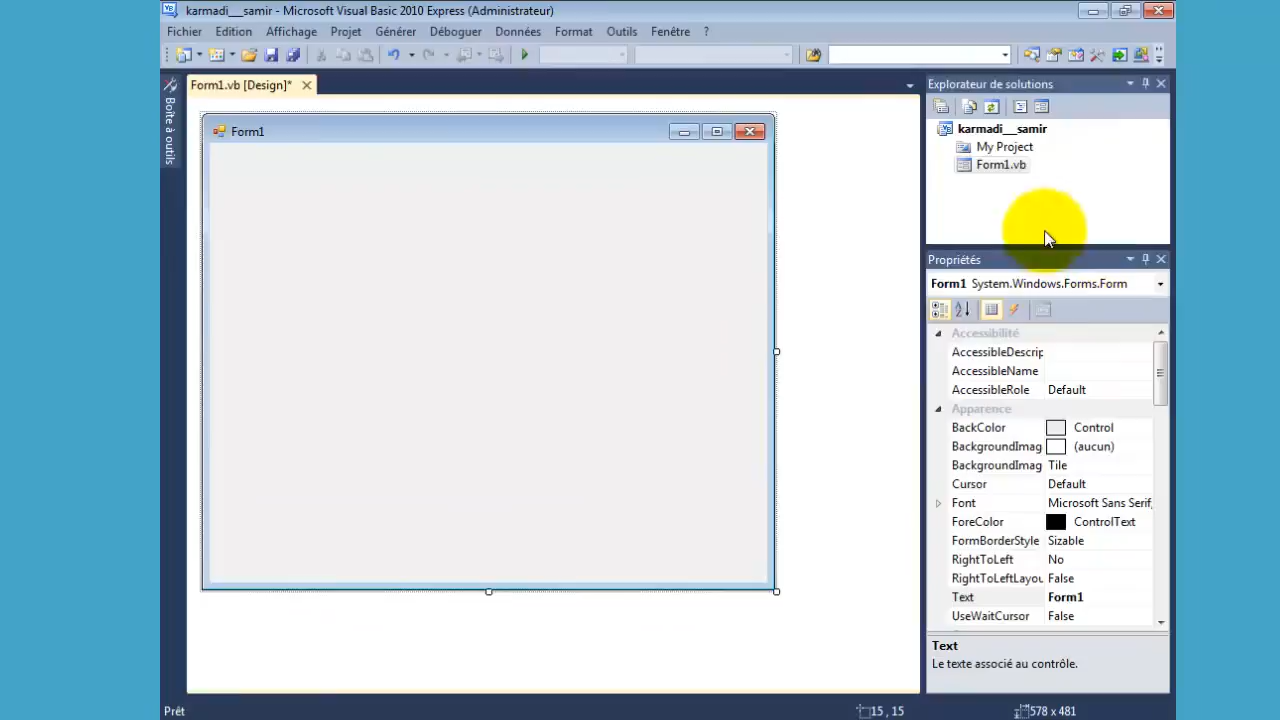 karmadi___samir - Microsoft Visual Basic 2010 Express (Administrateur)
Fichier Edition Affichage Projet Générer Déboguer Données Format Outils Fenêtre ?
Form1.vb [Design]*
Boîte à outils
Form1
Explorateur de solutions
karmadi___samir
My Project
Form1.vb
Propriétés
Form1 System.Windows.Forms.Form
Accessibilité
AccessibleDescrip
AccessibleName
AccessibleRole Default
Apparence
BackColor Control
BackgroundImag (aucun)
BackgroundImag Tile
Cursor Default
Font Microsoft Sans Serif,
ForeColor ControlText
FormBorderStyle Sizable
RightToLeft No
RightToLeftLayou False
Text Form1
UseWaitCursor False
Text
Le texte associé au contrôle.
Prêt 15 , 15 578 x 481